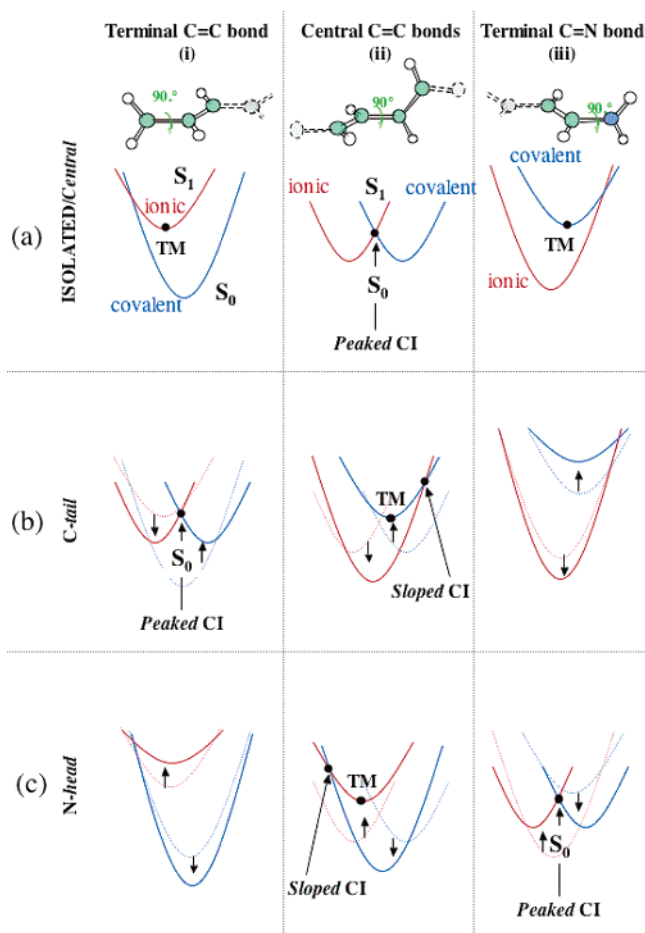 Terminal C=C bond
(i)
Central C=C bonds
(ii)
Terminal C=N bond
(iii)
90.°
90°
90°
(a)
ISOLATED/Central
S1
ionic
TM
covalent
S0
ionic
S1
covalent
S0
Peaked CI
covalent
TM
ionic
(b)
C-tail
S0
Peaked CI
TM
Sloped CI
(c)
N-head
TM
Sloped CI
S0
Peaked CI